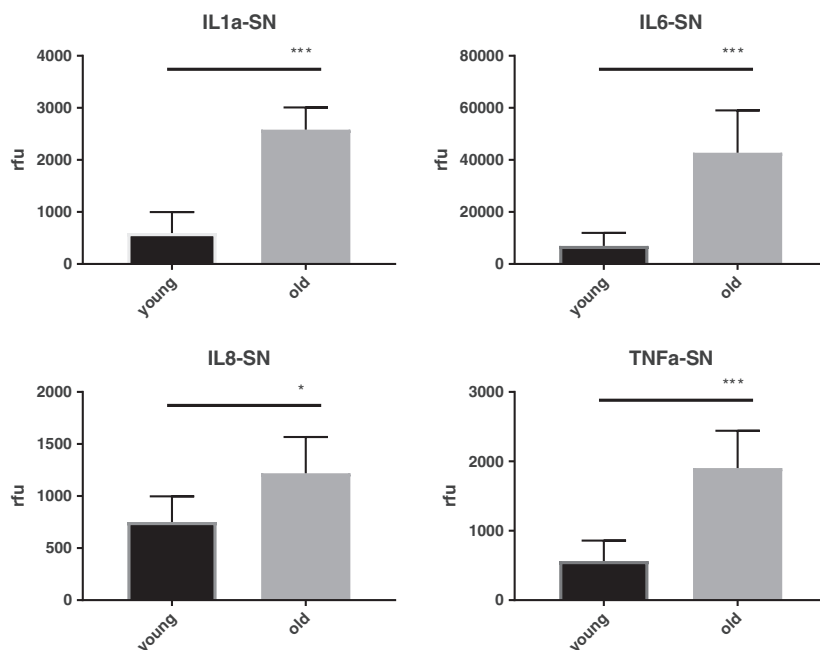 IL1a-SN
***
4000
3000
2000
1000
0
rfu
young
old
IL6-SN
***
80000
60000
40000
20000
0
rfu
young
old
IL8-SN
*
2000
1500
1000
500
0
rfu
young
old
TNFa-SN
***
3000
2000
1000
0
rfu
young
old